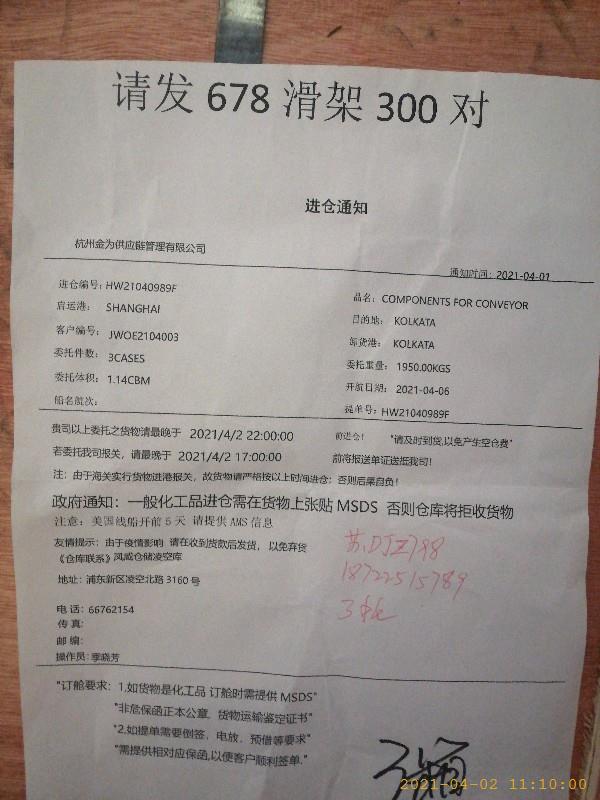 请发 678 滑架 300 对
进仓通知
杭州金为供应链管理有限公司
通知时间：2021-04-01
进仓编号：HW21040989F
品名：COMPONENTS FOR CONVEYOR
启运港：SHANGHAI
目的地：KOLKATA
客户编号：JWOE2104003
卸货港：KOLKATA
委托件数：3CASES
委托重量：1950.00KGS
委托体积：1.14CBM
开航日期：2021-04-06
船名航次：
提单号：HW21040989F
贵司以上委托之货物请最晚于 2021/4/2 22:00:00 前进仓！ "请及时到货,以免产生空仓费"
若委托我司报关，请最晚于 2021/4/2 17:00:00 前将报送单证送抵我司！
注：由于海关实行货物进港报关，故货物请严格按以上时间进仓；否则后果自负！
政府通知：一般化工品进仓需在货物上张贴 MSDS 否则仓库将拒收货物
注意：美国线船开前 5 天 请提供 AMS 信息
友情提示：由于疫情影响 请在收到货款后发货，以免弃货
《仓库联系》凤威仓储凌空库
地址：浦东新区凌空北路 3160 号
苏DJZ798
18722515789
3托
电话：66762154
传真：
邮编：
操作员：季晓芳
"订舱要求：1,如货物是化工品 订舱时需提供 MSDS"
"非危保函正本公章，货物运输鉴定证书"
"2.如提单需要倒签，电放，预借等要求"
"需提供相对应保函,以便客户顺利签单."
2021-04-02 11:10:00